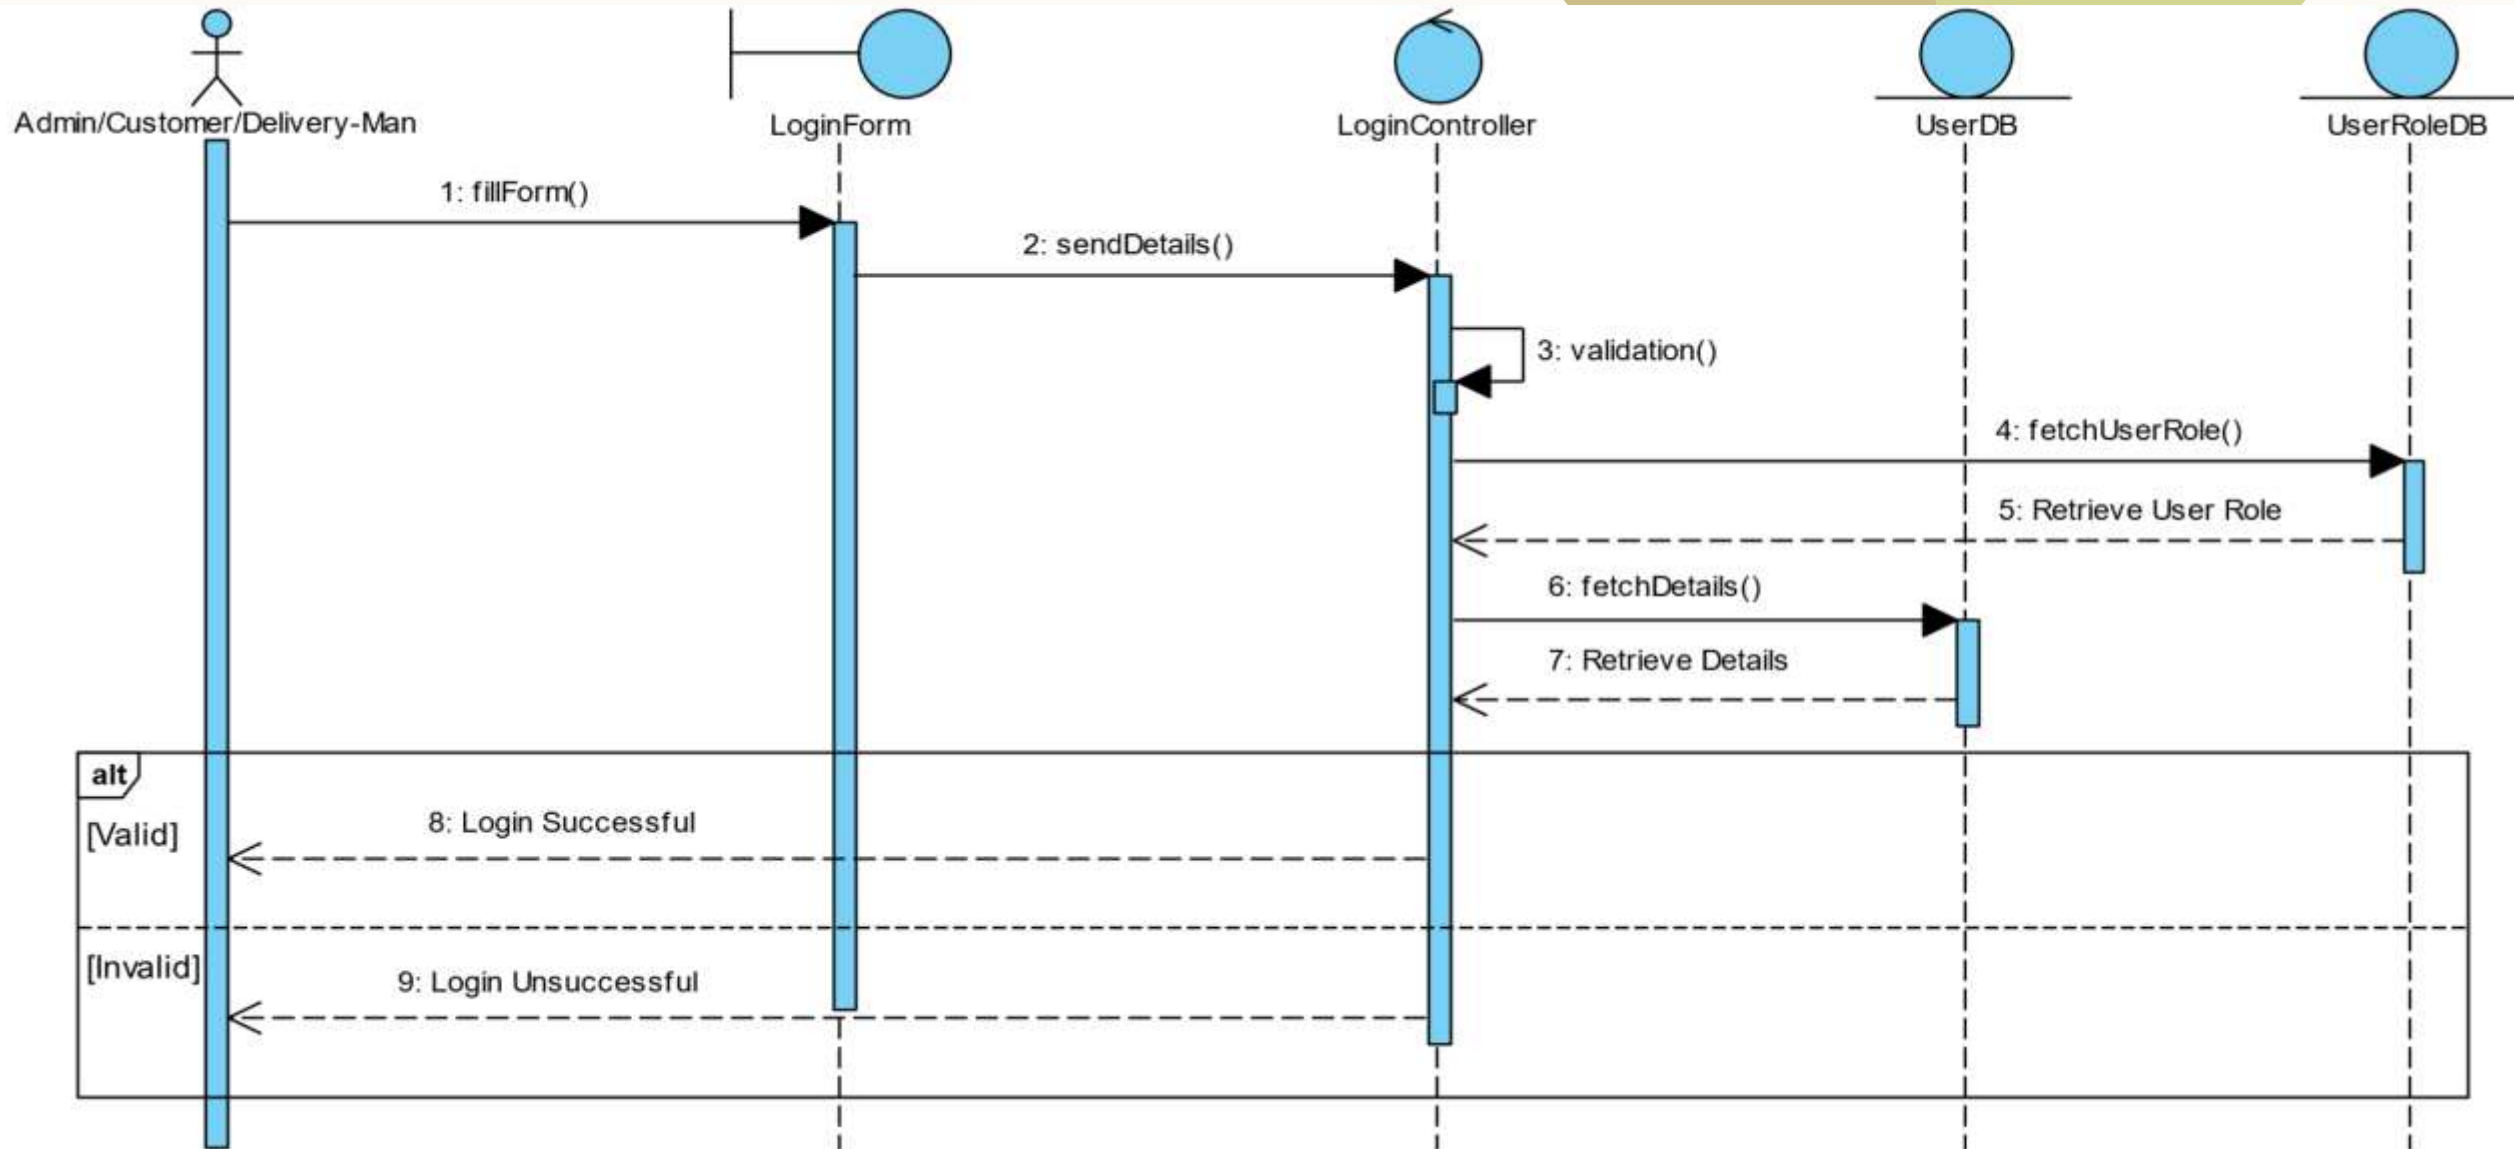 Admin/Customer/Delivery-Man
LoginForm
LoginController
UserDB
UserRoleDB
1: fillForm()
2: sendDetails()
3: validation()
4: fetchUserRole()
5: Retrieve User Role
6: fetchDetails()
7: Retrieve Details
alt
[Valid]
8: Login Successful
[Invalid]
9: Login Unsuccessful